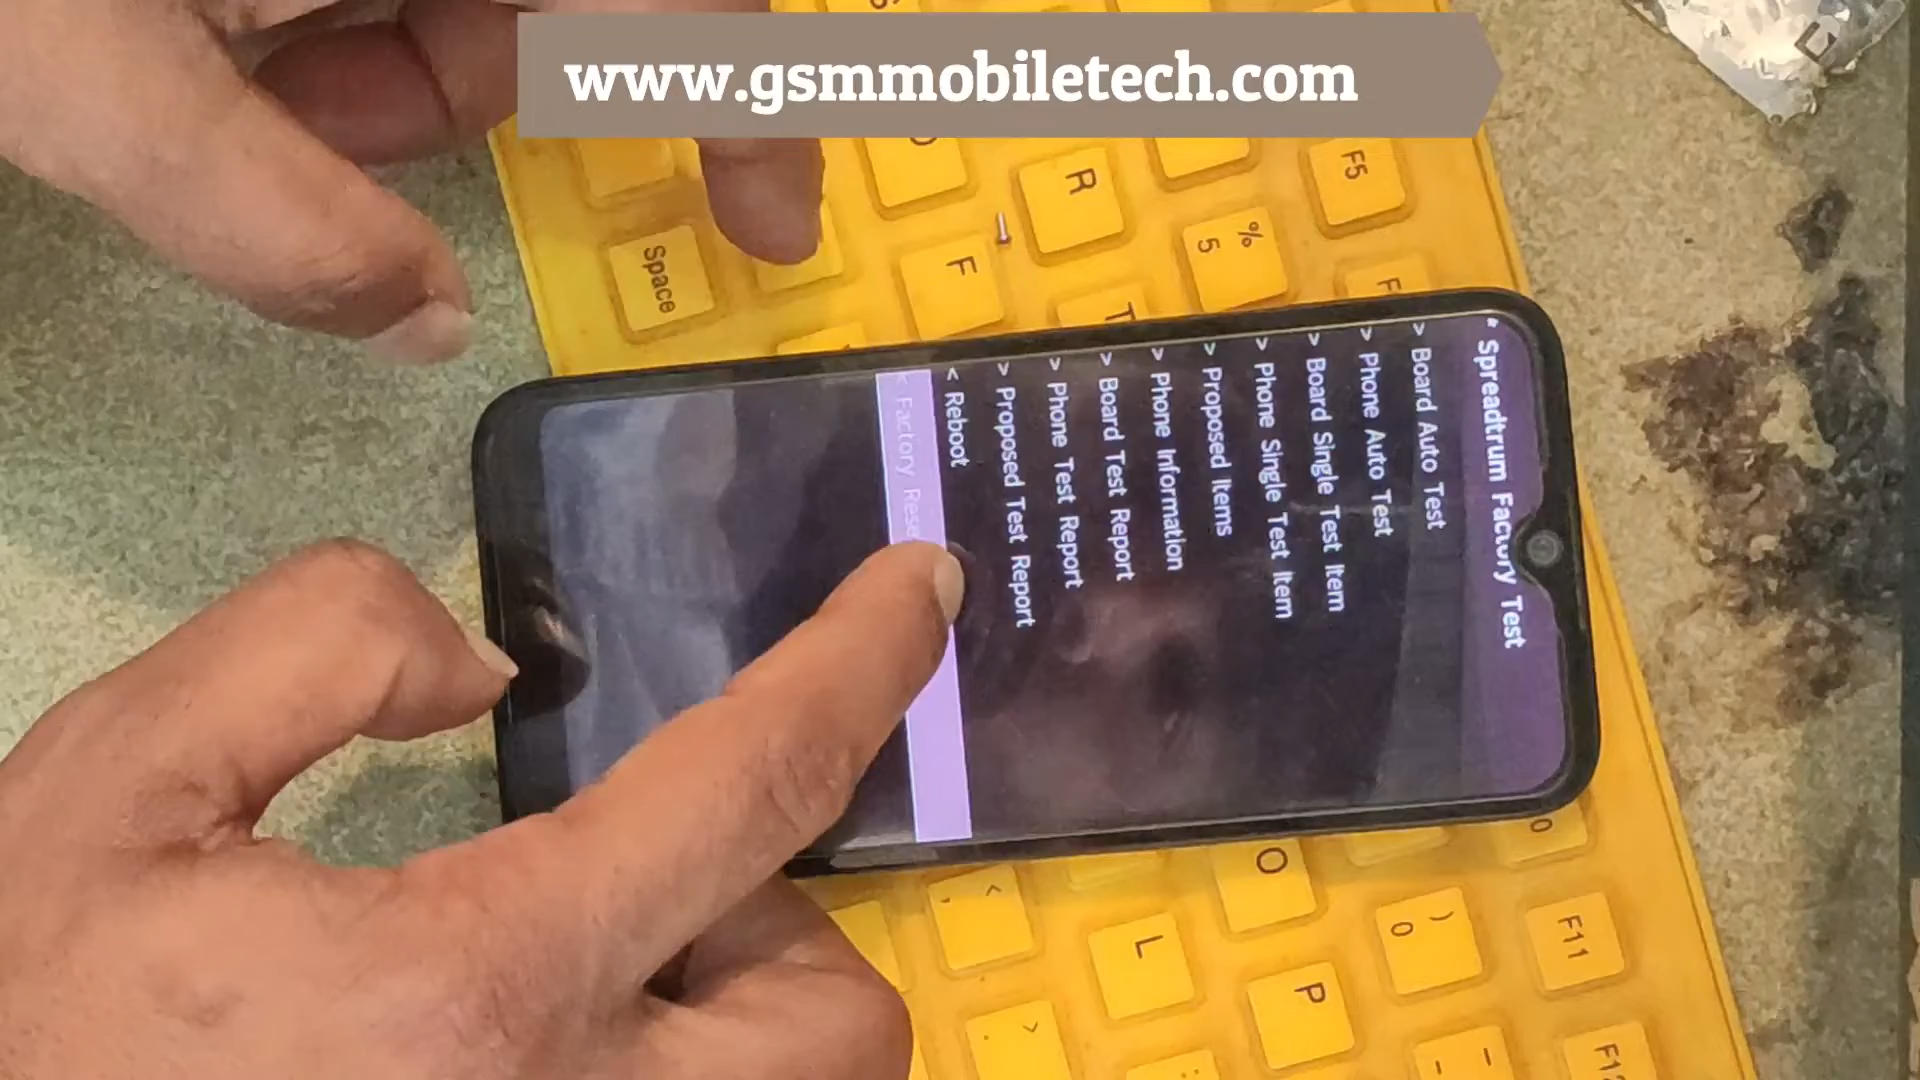 www.gsmmobiletech.com
* Spreadtrum Factory Test
> Board Auto Test
> Phone Auto Test
> Board Single Test Item
> Phone Single Test Item
> Proposed Items
> Phone Information
> Board Test Report
> Phone Test Report
> Proposed Test Report
< Reboot
< Factory
F5
R
%
5
F
Space
T
O
L
P
)
0
F11